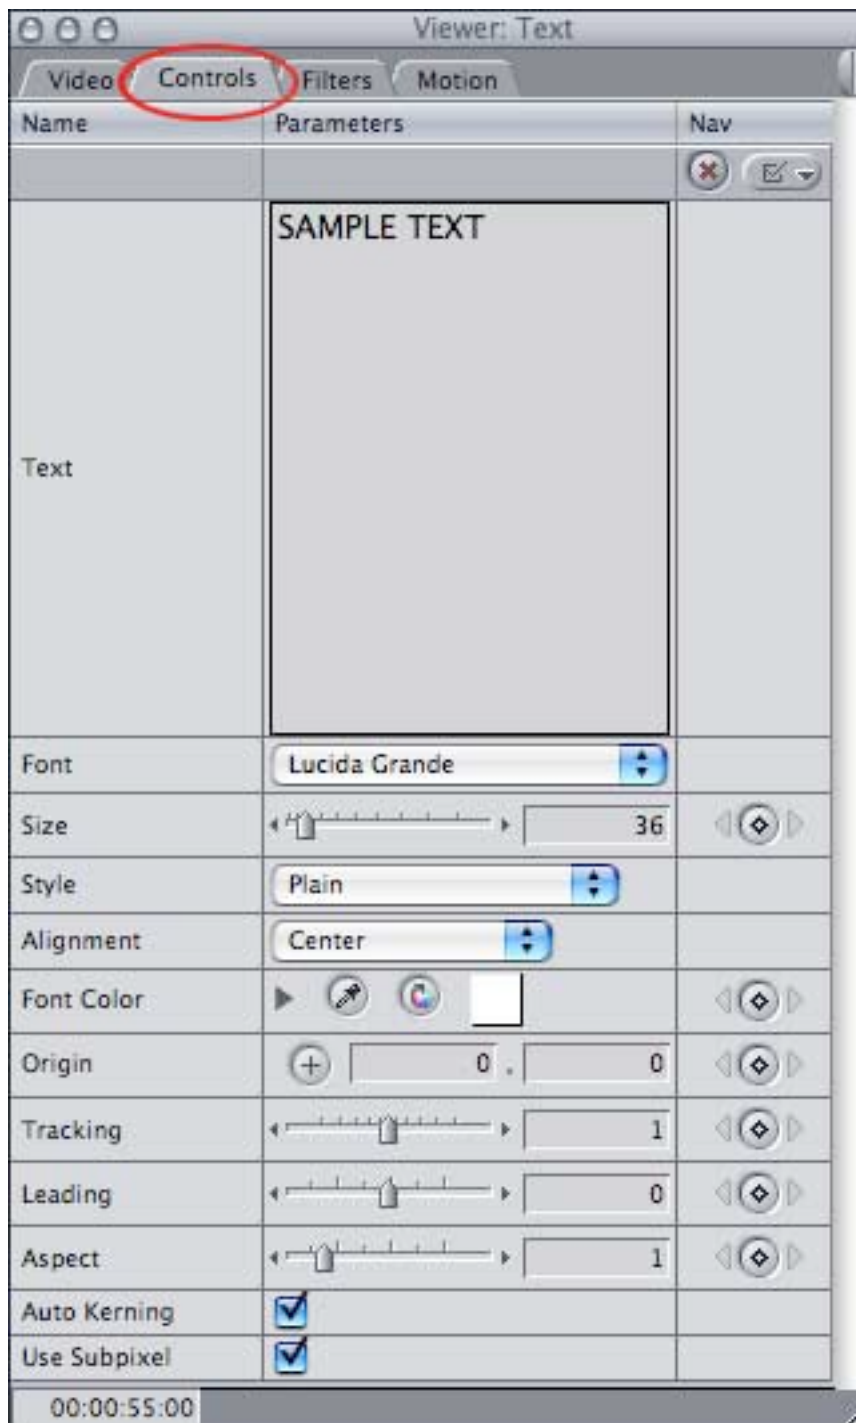 Viewer: Text
Video Controls Filters Motion
Name Parameters Nav
Text SAMPLE TEXT
Font Lucida Grande
Size 36
Style Plain
Alignment Center
Font Color
Origin 0 , 0
Tracking 1
Leading 0
Aspect 1
Auto Kerning
Use Subpixel
00:00:55:00